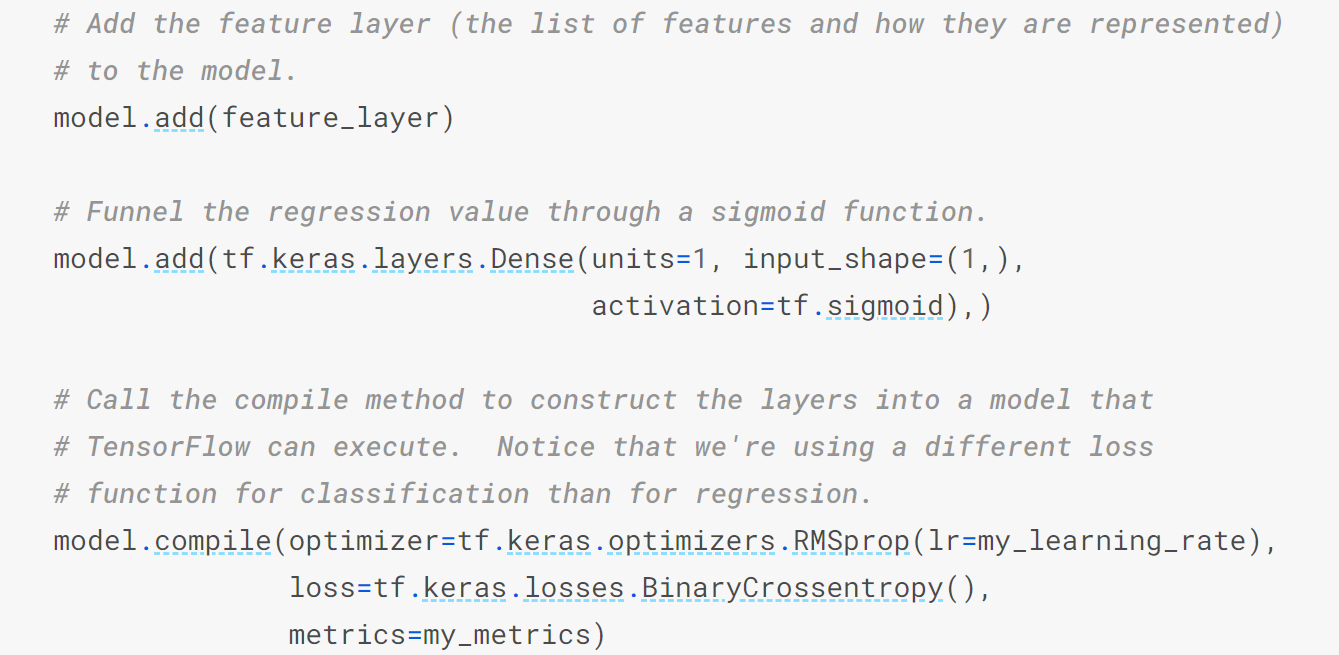 # Add the feature layer (the list of features and how they are represented)
# to the model.
model.add(feature_layer)
# Funnel the regression value through a sigmoid function.
model.add(tf.keras.layers.Dense(units=1, input_shape=(1,),
activation=tf.sigmoid),)
# Call the compile method to construct the layers into a model that
# TensorFlow can execute.  Notice that we're using a different loss
# function for classification than for regression.
model.compile(optimizer=tf.keras.optimizers.RMSprop(lr=my_learning_rate),
loss=tf.keras.losses.BinaryCrossentropy(),
metrics=my_metrics)